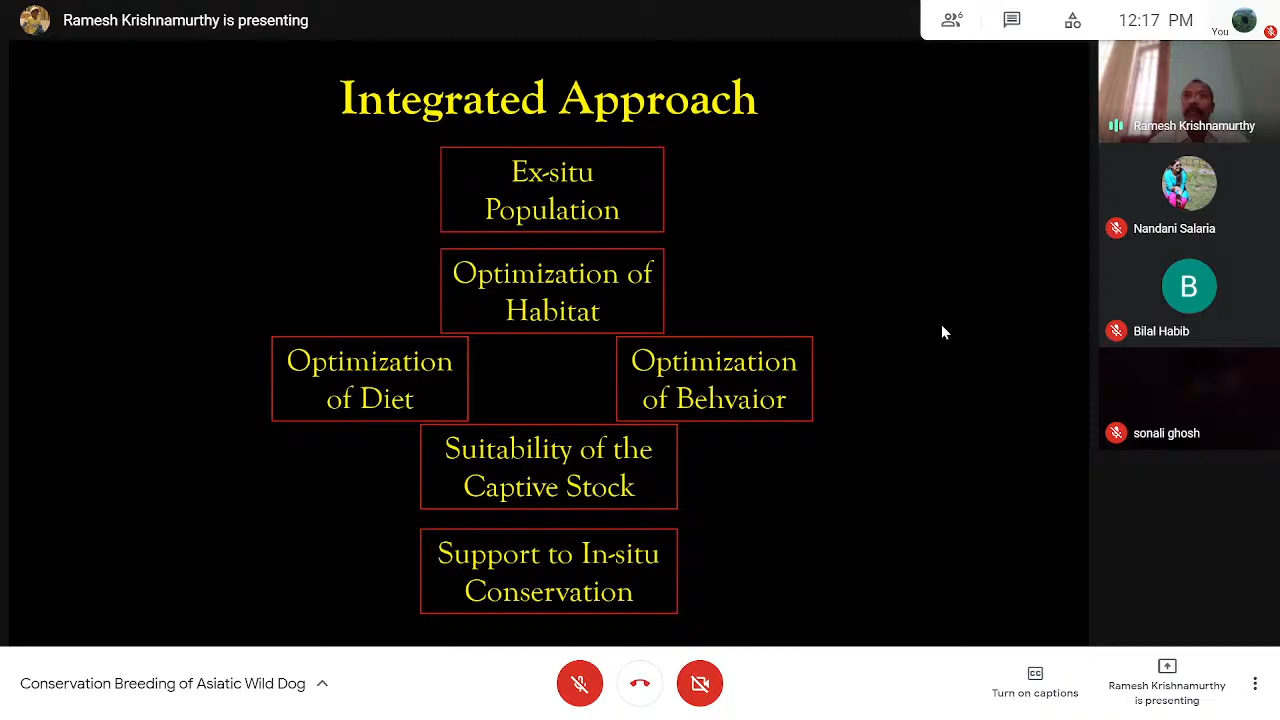 Ramesh Krishnamurthy is presenting
6
12:17 PM
You
Integrated Approach
Ex-situ
Population
Optimization of
Habitat
Optimization
of Diet
Optimization
of Behvaior
Suitability of the
Captive Stock
Support to In-situ
Conservation
Ramesh Krishnamurthy
Nandani Salaria
B
Bilal Habib
sonali ghosh
Conservation Breeding of Asiatic Wild Dog
CC
Turn on captions
Ramesh Krishnamurthy
is presenting